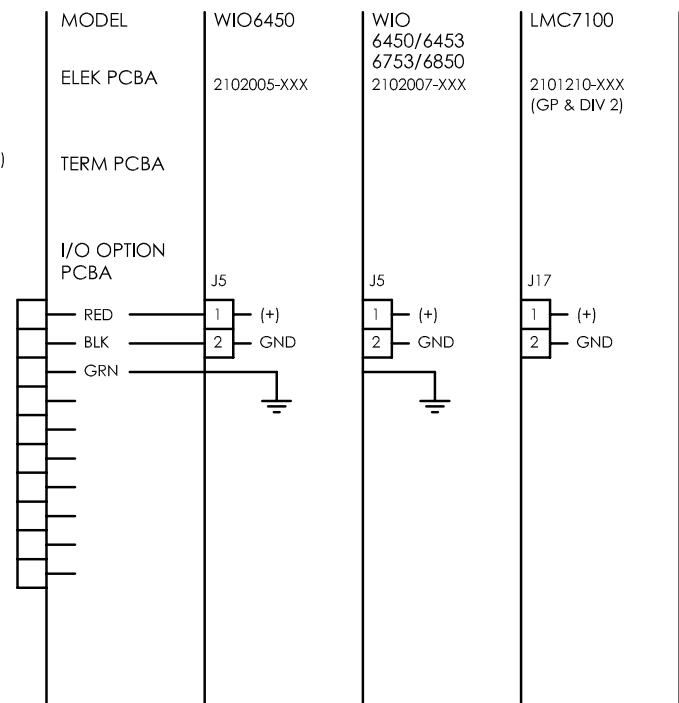 MODEL WIO6450 WIO LMC7100
6450/6453
6753/6850
ELEK PCBA 2102005-XXX 2102007-XXX 2101210-XXX
(GP & DIV 2)
)
TERM PCBA
I/O OPTION
PCBA
J5 J5 J17
RED 1 (+) 1 (+) 1 (+)
BLK 2 GND 2 GND 2 GND
GRN